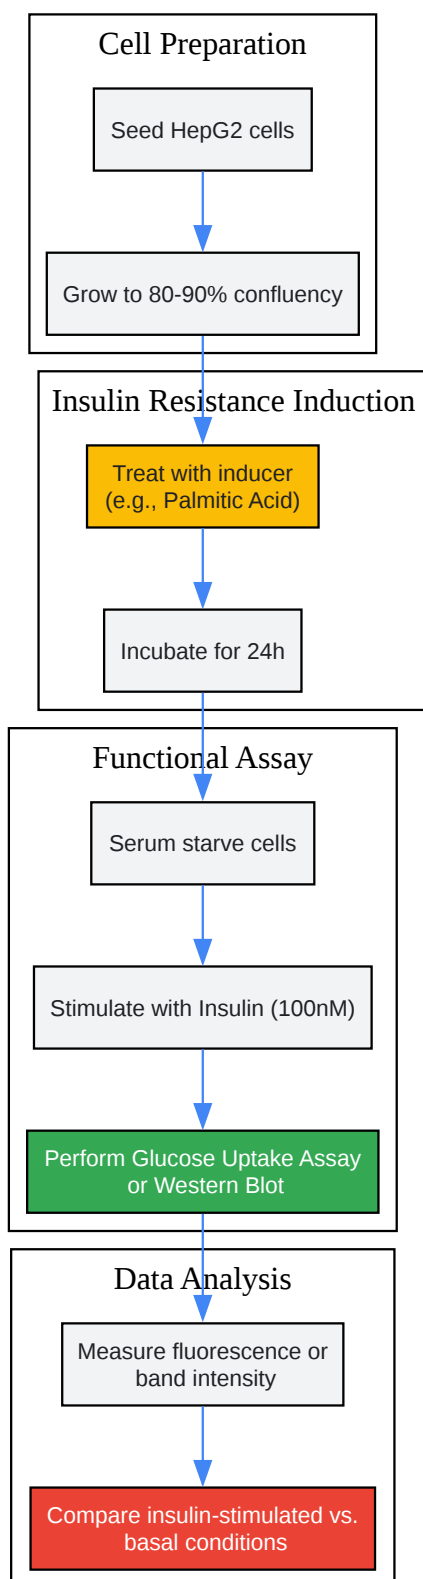 Cell Preparation
Seed HepG2 cells
Grow to 80-90% confluency
Insulin Resistance Induction
Treat with inducer
(e.g., Palmitic Acid)
Incubate for 24h
Functional Assay
Serum starve cells
Stimulate with Insulin (100nM)
Perform Glucose Uptake Assay
or Western Blot
Data Analysis
Measure fluorescence or
band intensity
Compare insulin-stimulated vs.
basal conditions